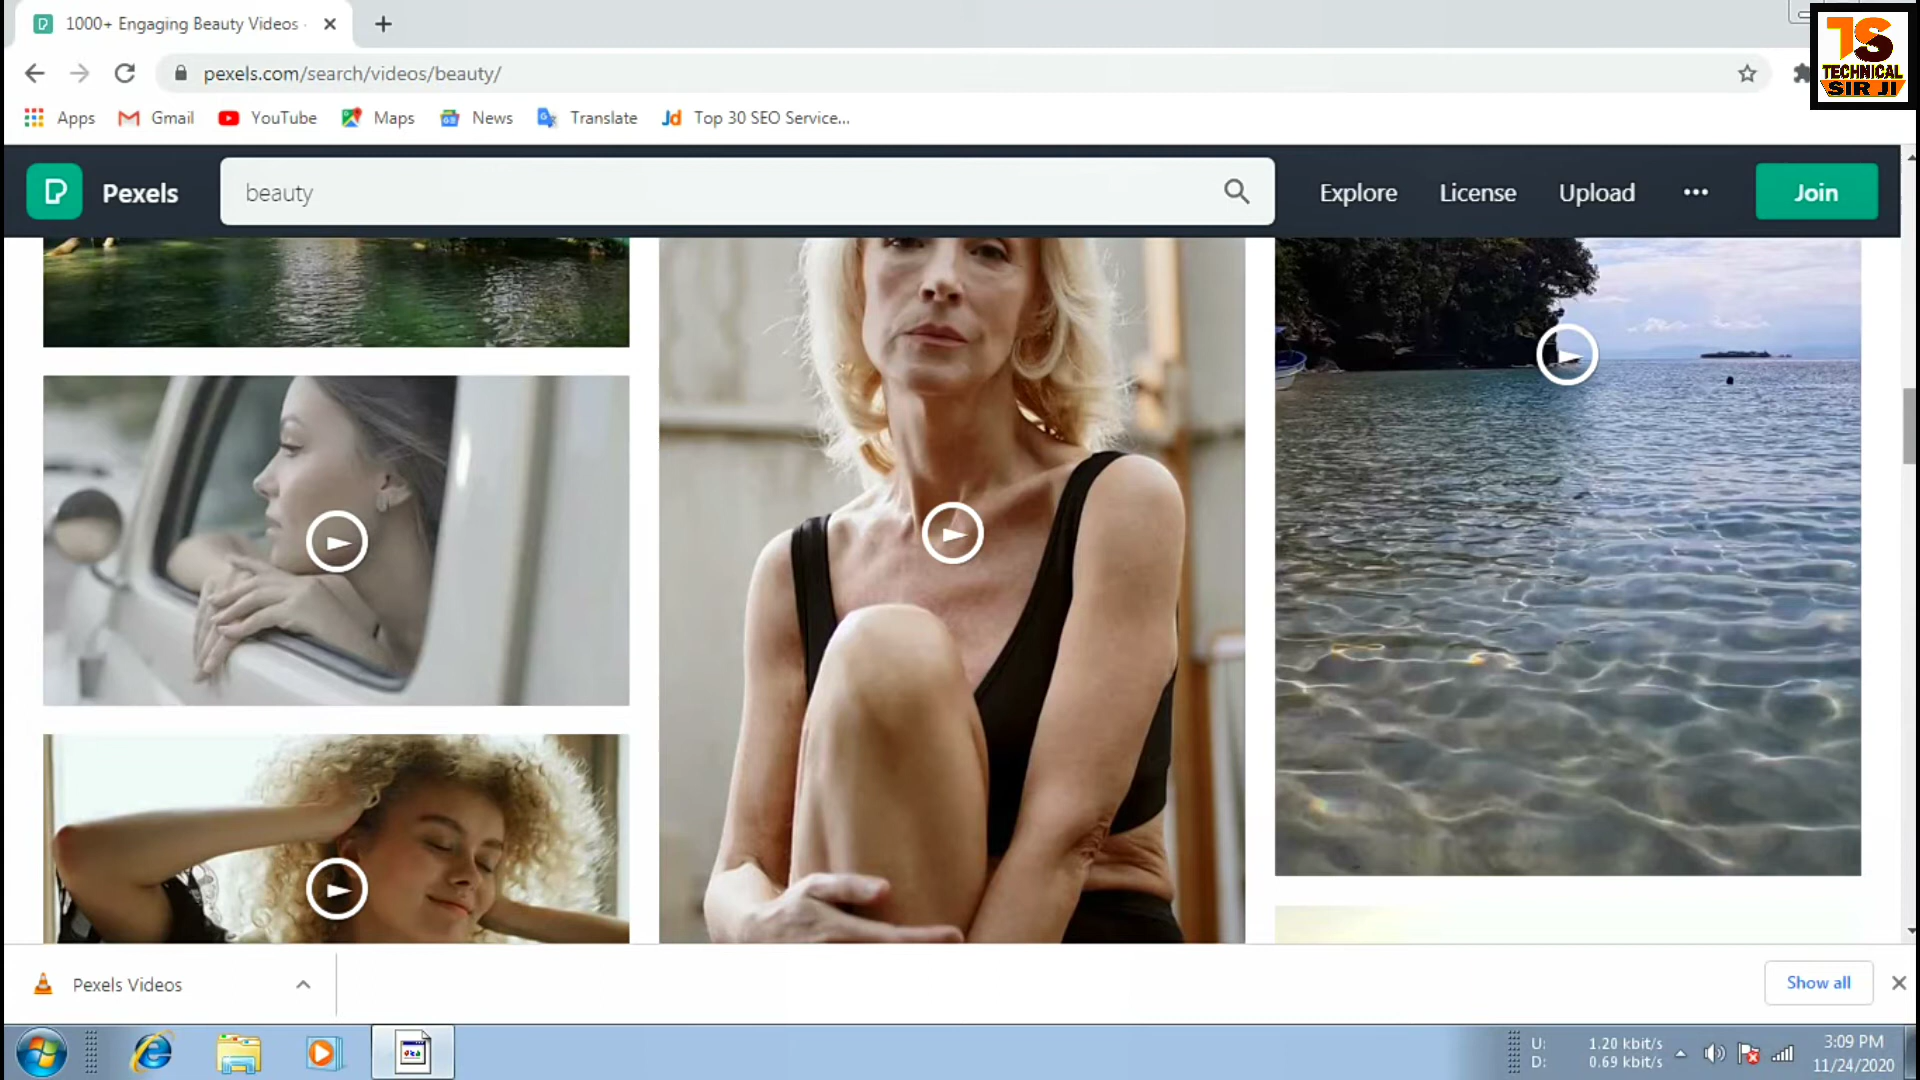 1000+ Engaging Beauty Videos
TS
TECHNICAL
SIR JI
pexels.com/search/videos/beauty/
Apps
Gmail
YouTube
Maps
News
Translate
Jd
Top 30 SEO Service...
Pexels
beauty
Explore
License
Upload
Join
Pexels Videos
Show all
U: 1.20 kbit/s
D: 0.69 kbit/s
3:09 PM
11/24/2020